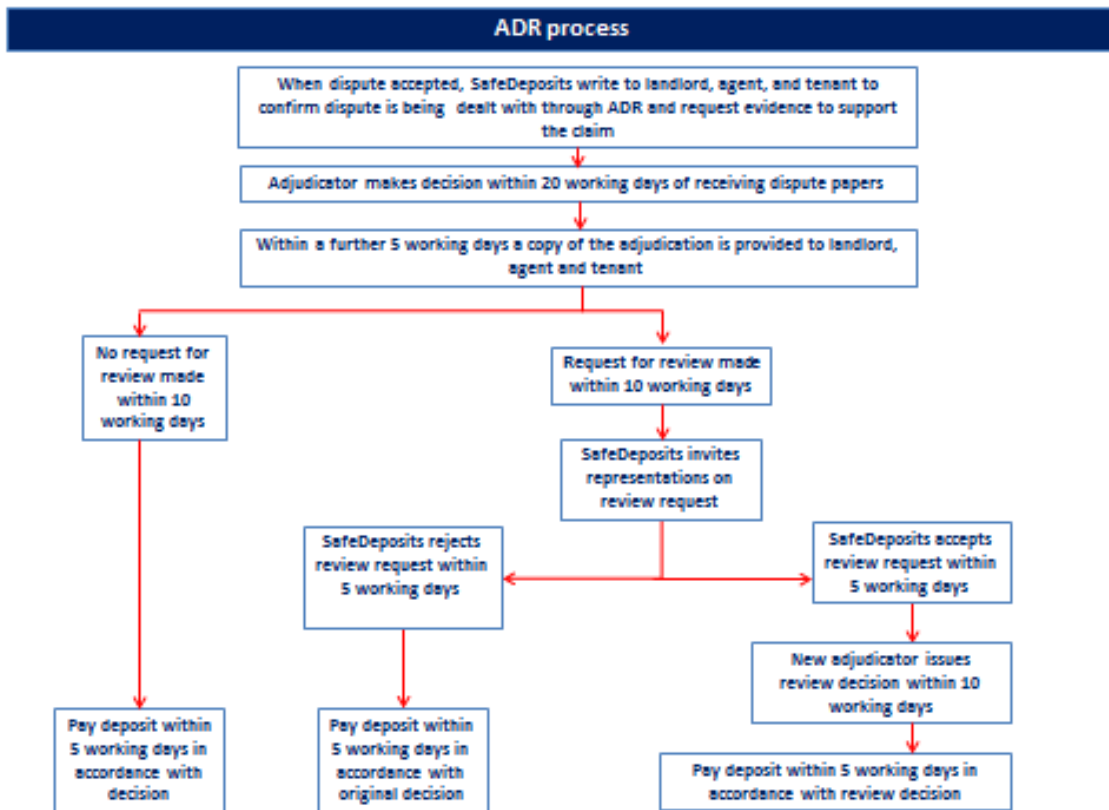 ADR process
When dispute accepted, SafeDeposits write to landlord, agent, and tenant to
confirm dispute is being dealt with through ADR and request evidence to support
the claim
Adjudicator makes decision within 20 working days of receiving dispute papers
Within a further 5 working days a copy of the adjudication is provided to landlord,
agent and tenant
No request for
review made
within 10
working days
Request for review made
within 10 working days
SafeDeposits invites
representations on
review request
SafeDeposits rejects
review request within
5 working days
SafeDeposits accepts
review request within
5 working days
New adjudicator issues
review decision within 10
working days
Pay deposit within
5 working days in
accordance with
decision
Pay deposit within
5 working days in
accordance with
original decision
Pay deposit within 5 working days in
accordance with review decision